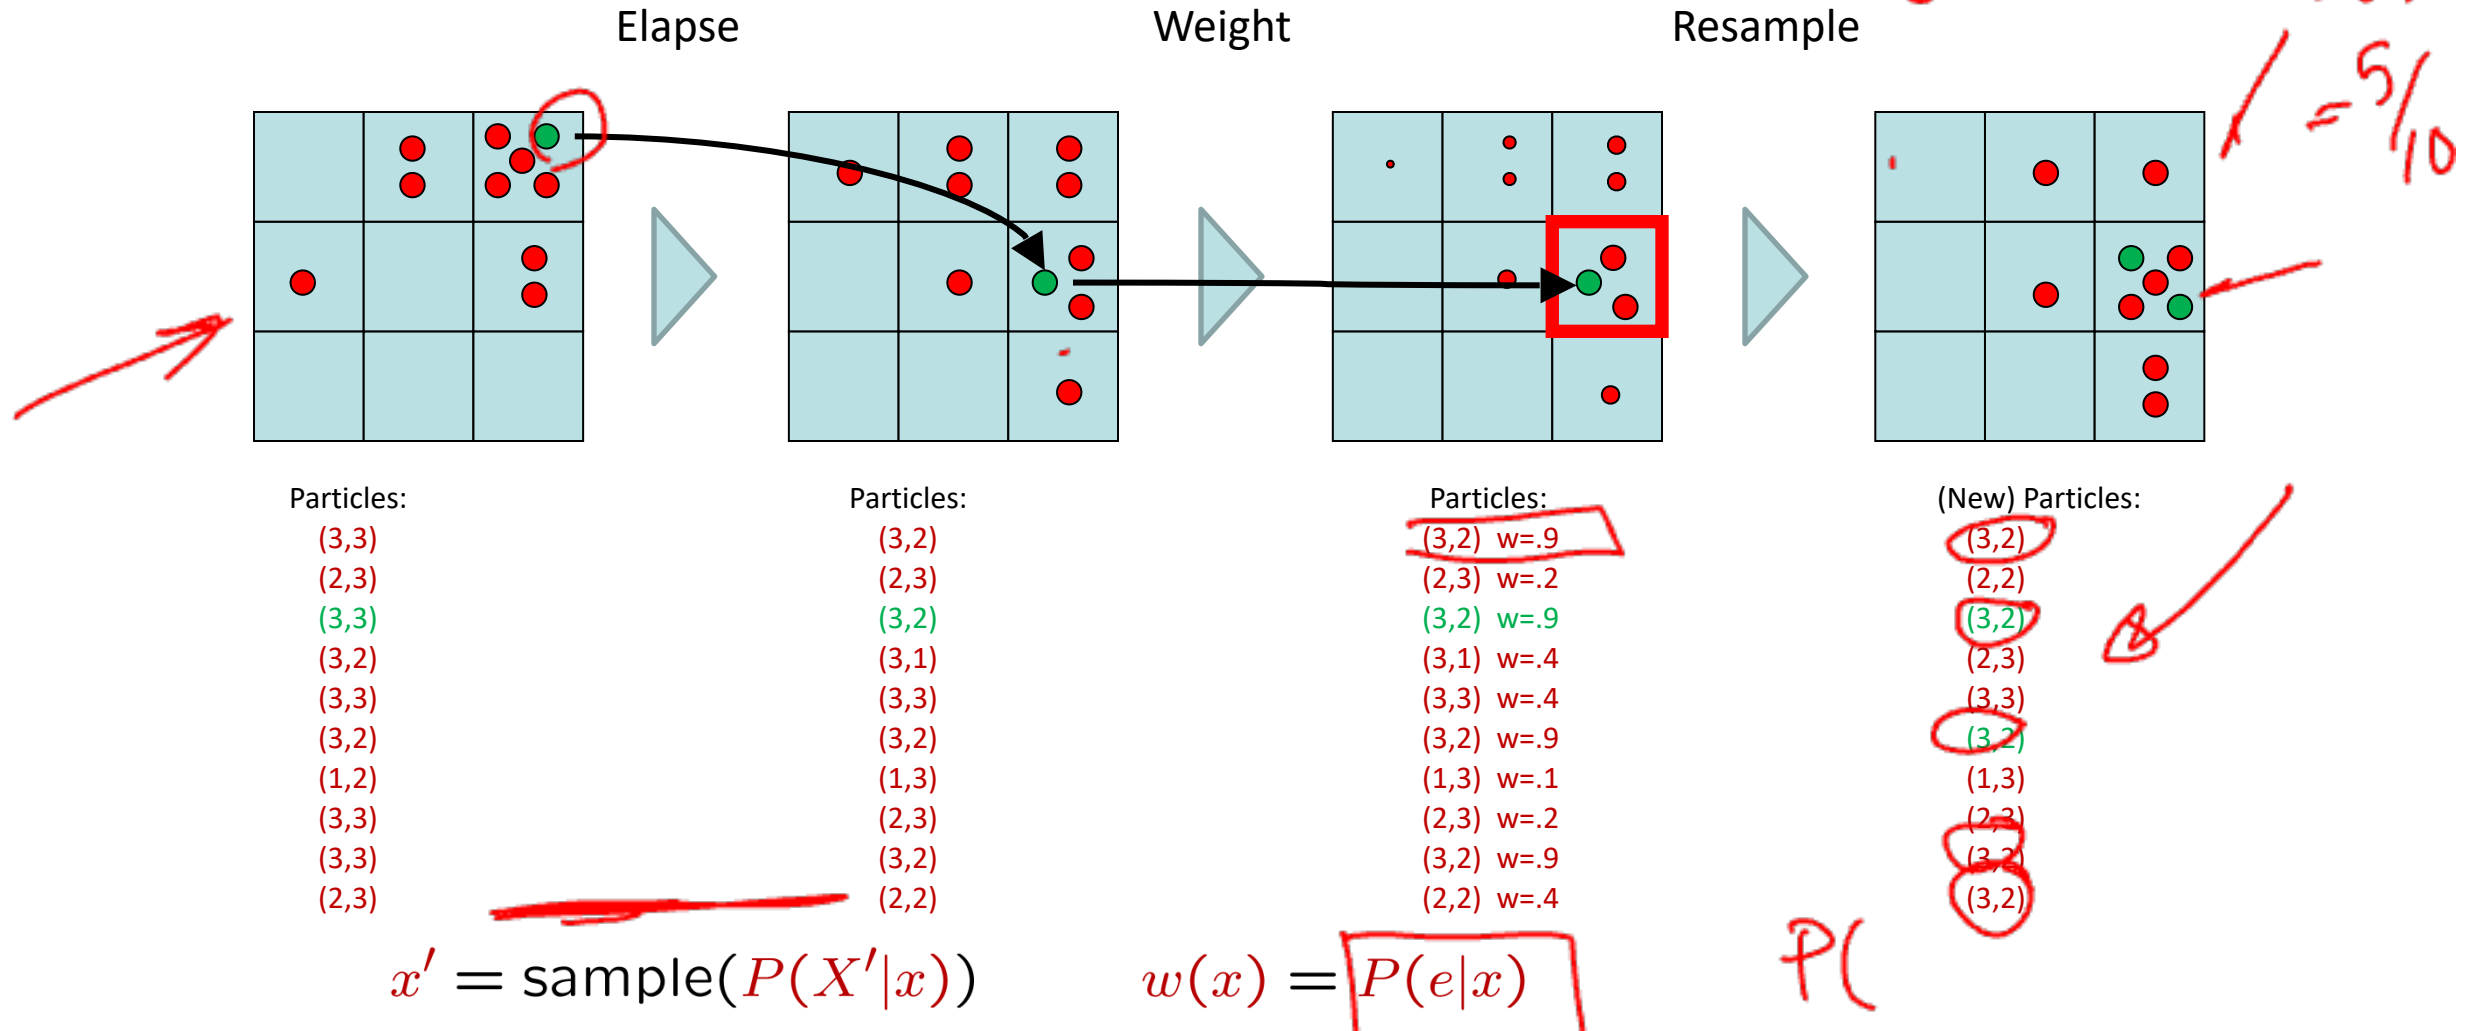 Elapse Weight Resample
= 5/10
Particles: Particles: Particles: (New) Particles:
(3,3) (3,2) (3,2) w=.9 (3,2)
(2,3) (2,3) (2,3) w=.2 (2,2)
(3,3) (3,2) (3,2) w=.9 (3,2)
(3,2) (3,1) (3,1) w=.4 (2,3)
(3,3) (3,3) (3,3) w=.4 (3,3)
(3,2) (3,2) (3,2) w=.9 (3,2)
(1,2) (1,3) (1,3) w=.1 (1,3)
(3,3) (2,3) (2,3) w=.2 (2,3)
(3,3) (3,2) (3,2) w=.9 (3,2)
(2,3) (2,2) (2,2) w=.4 (3,2)
x′ = sample(P(X′|x)) w(x) = P(e|x) P(